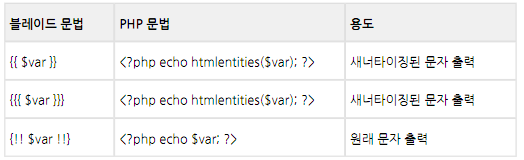 블레이드 문법 PHP 문법 용도
{{ $var }} <?php echo htmlentities($var); ?> 새너타이징된 문자 출력
{{{ $var }}} <?php echo htmlentities($var); ?> 새너타이징된 문자 출력
{!! $var !!} <?php echo $var; ?> 원래 문자 출력